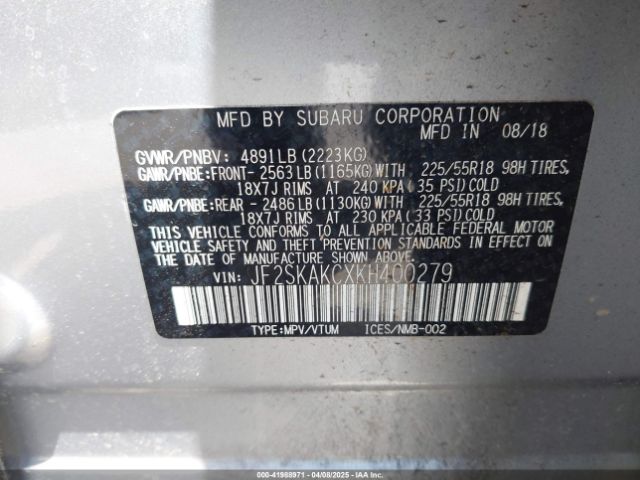 MFD BY SUBARU CORPORATION
MFD IN 08/18
GVWR/PNBV: 4891LB(2223KG)
GAWR/PNBE:FRONT- 2563LB(1165KG)WITH 225/55R18 98H TIRES,
18X7J RIMS AT 240 KPA(35 PSI)COLD
GAWR/PNBE:REAR - 2486LB(1130KG)WITH 225/55R18 98H TIRES,
18X7J RIMS AT 230 KPA(33 PSI)COLD
THIS VEHICLE CONFORMS TO ALL APPLICABLE FEDERAL MOTOR
VEHICLE SAFETY AND THEFT PREVENTION STANDARDS IN EFFECT ON
THE DATE OF MANUFACTURE SHOWN ABOVE.
VIN: JF2SKAKCXKH400279
TYPE:MPV/VTUM ICES/NMB-002
000-41988971 - 04/08/2025 - IAA Inc.